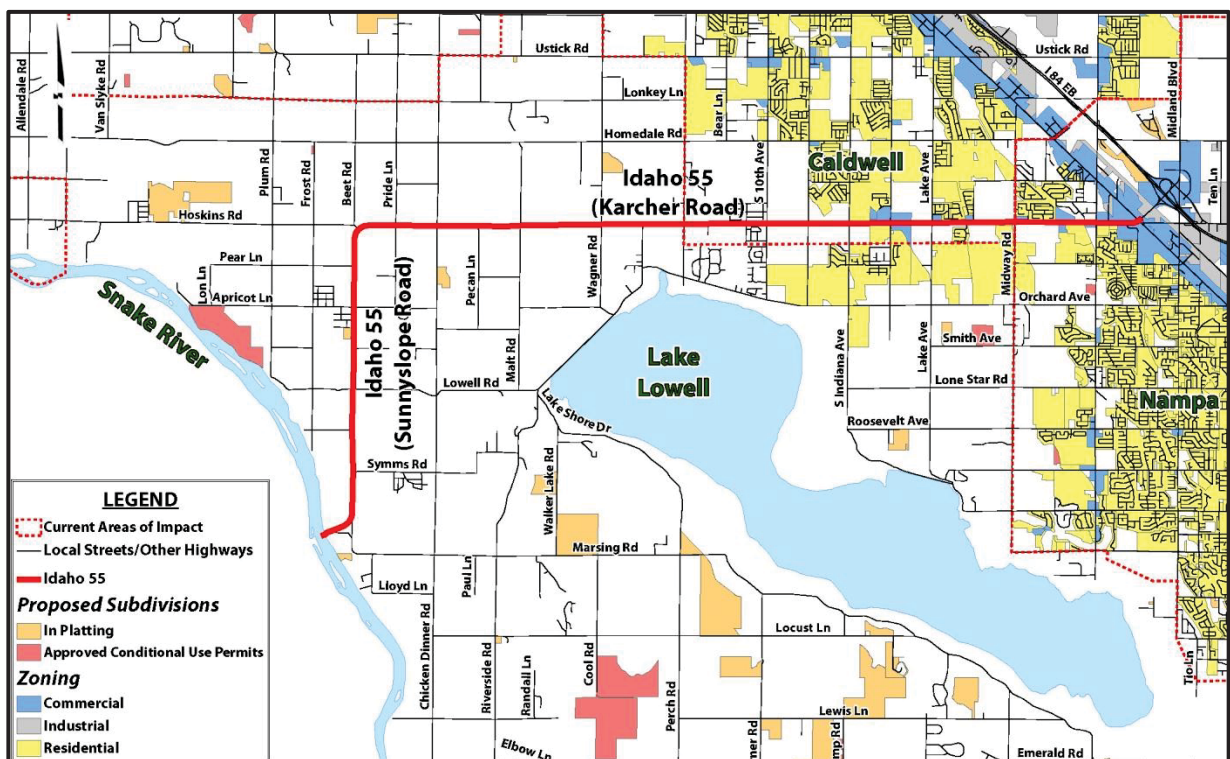 Ustick Rd
Ustick Rd
Allendale Rd
Van Slyke Rd
Lonkey Ln
Bear Ln
I 84 EB
Midland Blvd
Homedale Rd
Plum Rd
Frost Rd
Beet Rd
Pride Ln
Caldwell
S 10th Ave
Lake Ave
Ten Ln
Idaho 55
(Karcher Road)
Hoskins Rd
Pear Ln
Lon Ln
Apricot Ln
Pecan Ln
Wagner Rd
Midway Rd
Orchard Ave
Snake River
Idaho 55
(Sunnyslope Road)
Malt Rd
Lake
Lowell
S Indiana Ave
Lake Ave
Smith Ave
Lowell Rd
Lone Star Rd
Lake Shore Dr
Nampa
Roosevelt Ave
Symms Rd
Walker Lake Rd
Marsing Rd
Lloyd Ln
Paul Ln
Chicken Dinner Rd
Riverside Rd
Randall Ln
Cool Rd
Perch Rd
Locust Ln
Tio Ln
Lewis Ln
Elbow Ln
Emerald Rd
LEGEND
Current Areas of Impact
Local Streets/Other Highways
Idaho 55
Proposed Subdivisions
In Platting
Approved Conditional Use Permits
Zoning
Commercial
Industrial
Residential